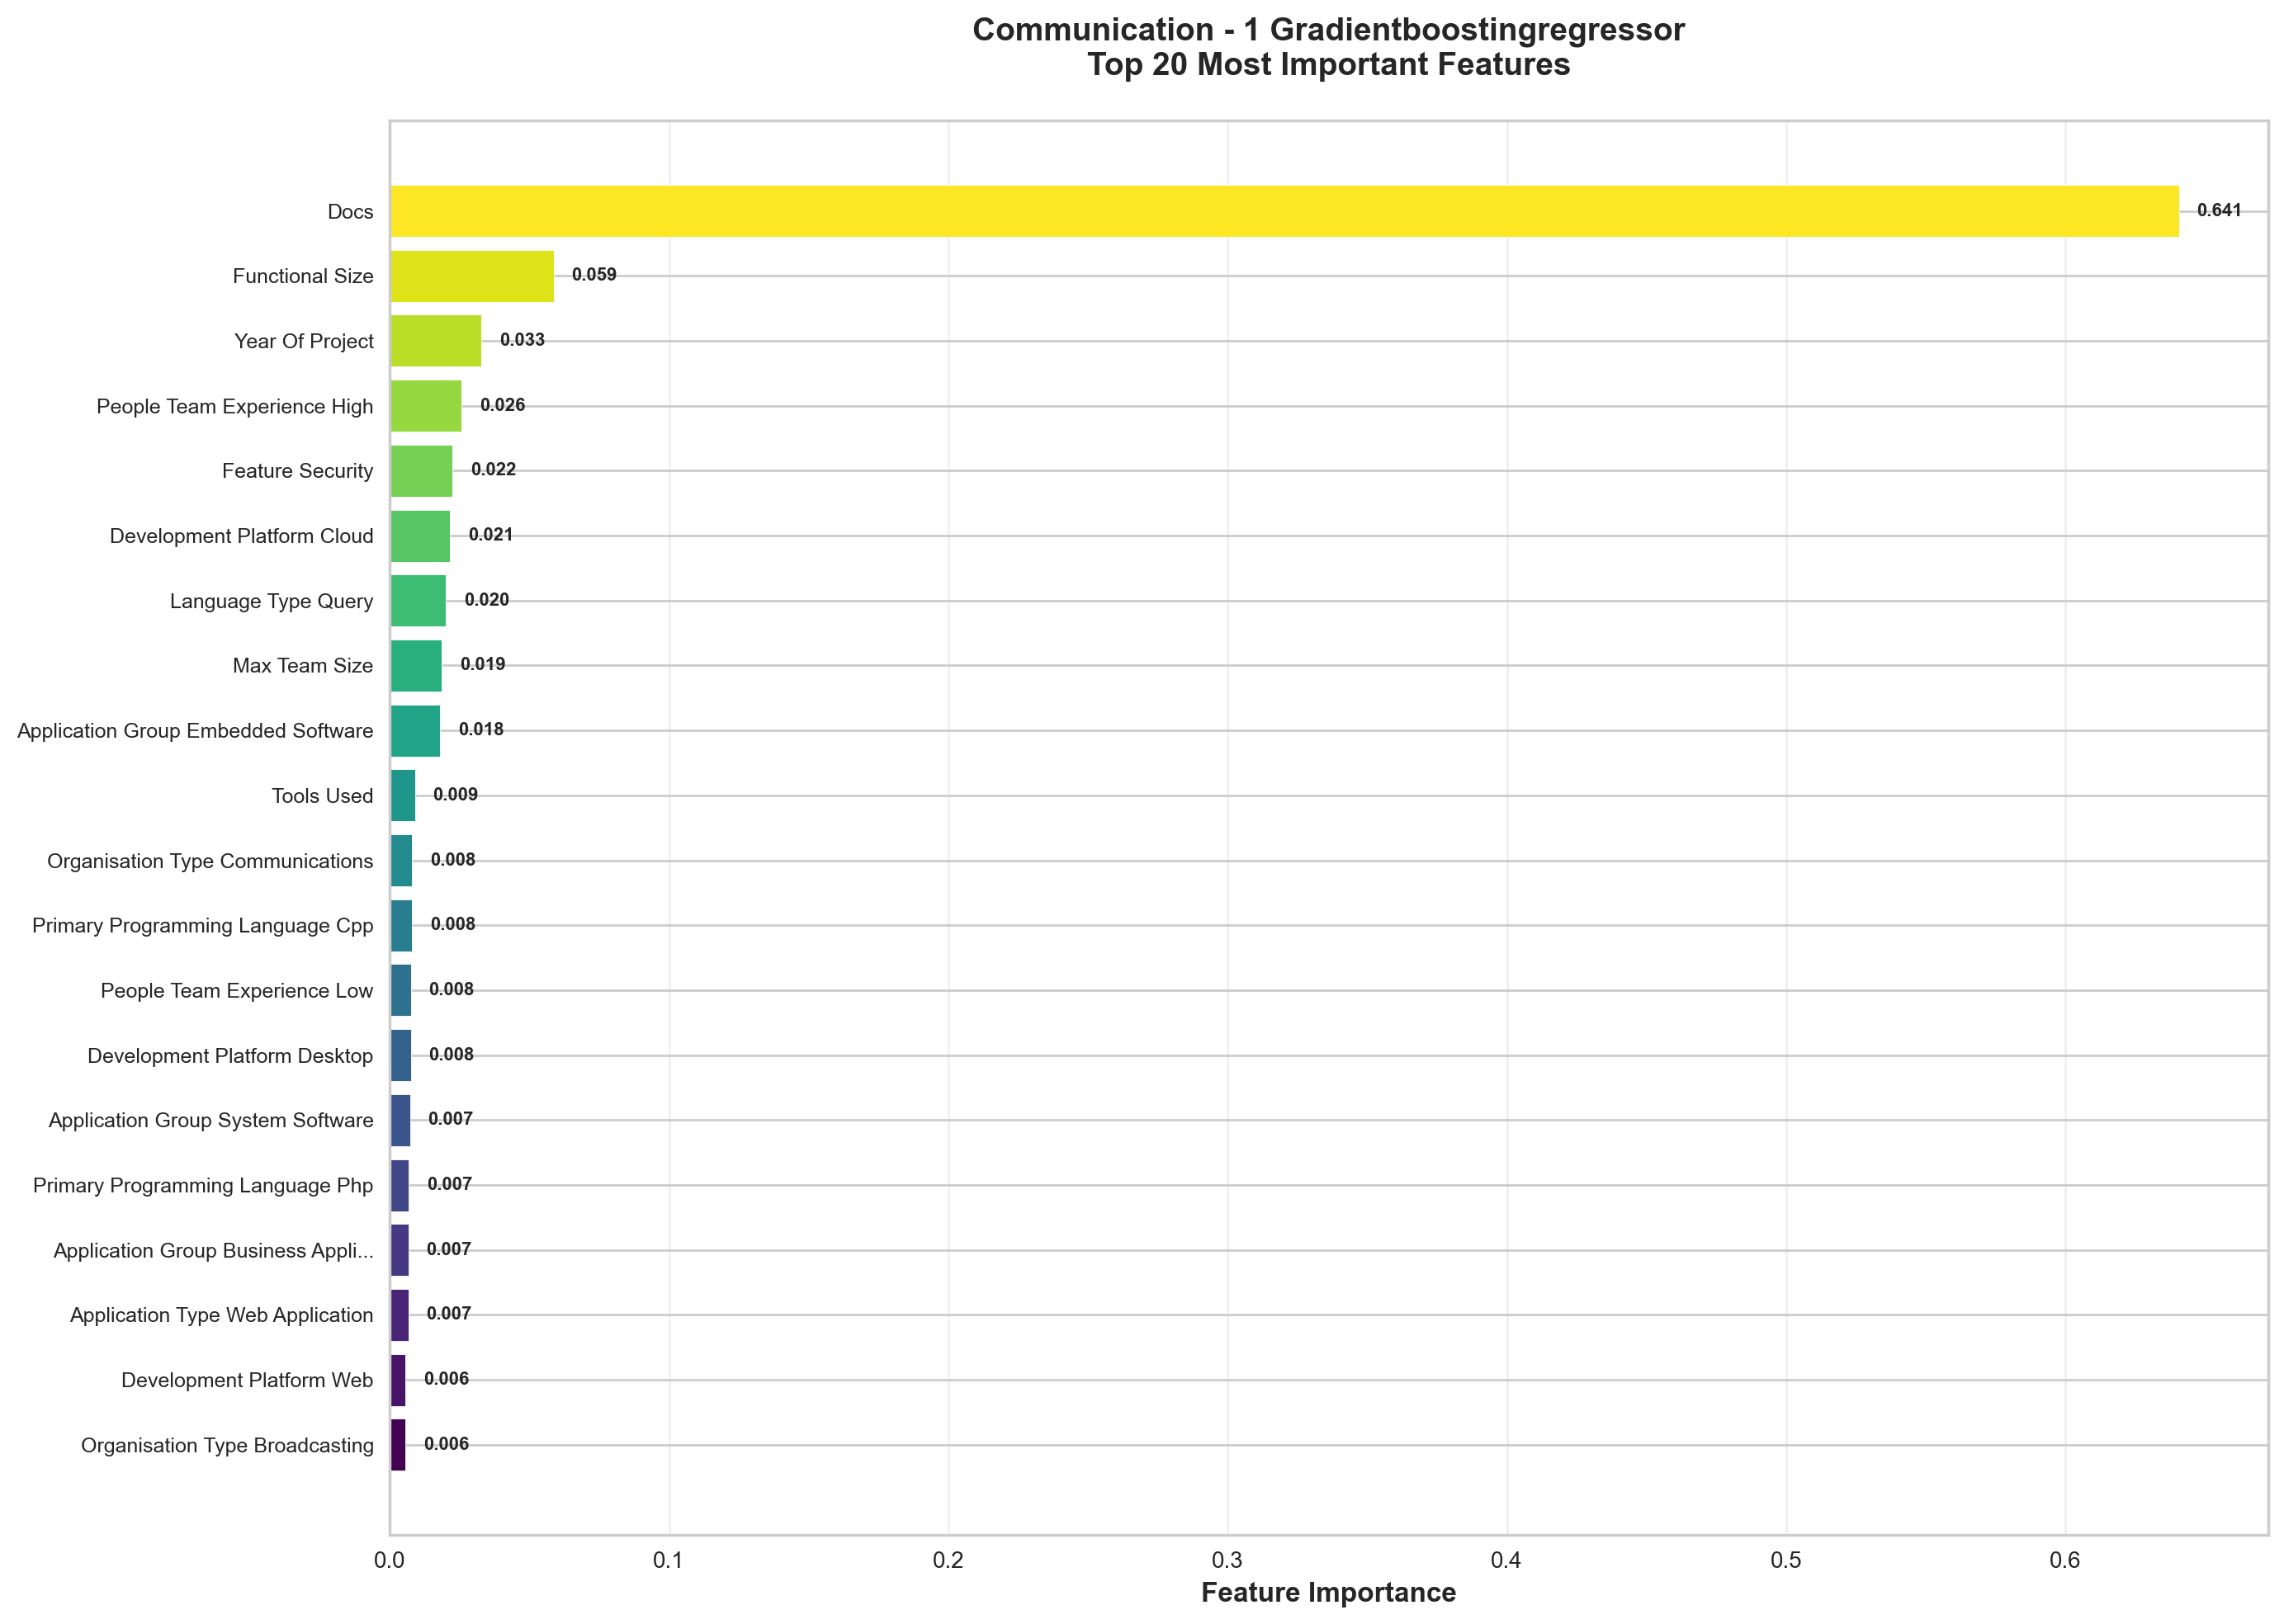 Communication - 1 Gradientboostingregressor
Top 20 Most Important Features
Docs 0.641
Functional Size 0.059
Year Of Project 0.033
People Team Experience High 0.026
Feature Security 0.022
Development Platform Cloud 0.021
Language Type Query 0.020
Max Team Size 0.019
Application Group Embedded Software 0.018
Tools Used 0.009
Organisation Type Communications 0.008
Primary Programming Language Cpp 0.008
People Team Experience Low 0.008
Development Platform Desktop 0.008
Application Group System Software 0.007
Primary Programming Language Php 0.007
Application Group Business Appli... 0.007
Application Type Web Application 0.007
Development Platform Web 0.006
Organisation Type Broadcasting 0.006
0.0 0.1 0.2 0.3 0.4 0.5 0.6
Feature Importance